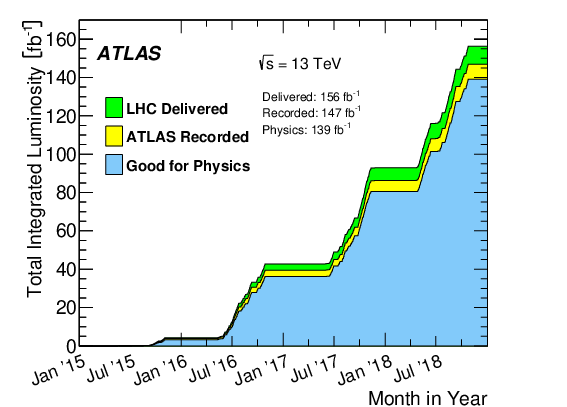 ATLAS
√s = 13 TeV
Delivered: 156 fb⁻¹
Recorded: 147 fb⁻¹
Physics: 139 fb⁻¹
LHC Delivered
ATLAS Recorded
Good for Physics
Total Integrated Luminosity [fb⁻¹]
160
140
120
100
80
60
40
20
0
Jan '15
Jul '15
Jan '16
Jul '16
Jan '17
Jul '17
Jan '18
Jul '18
Month in Year